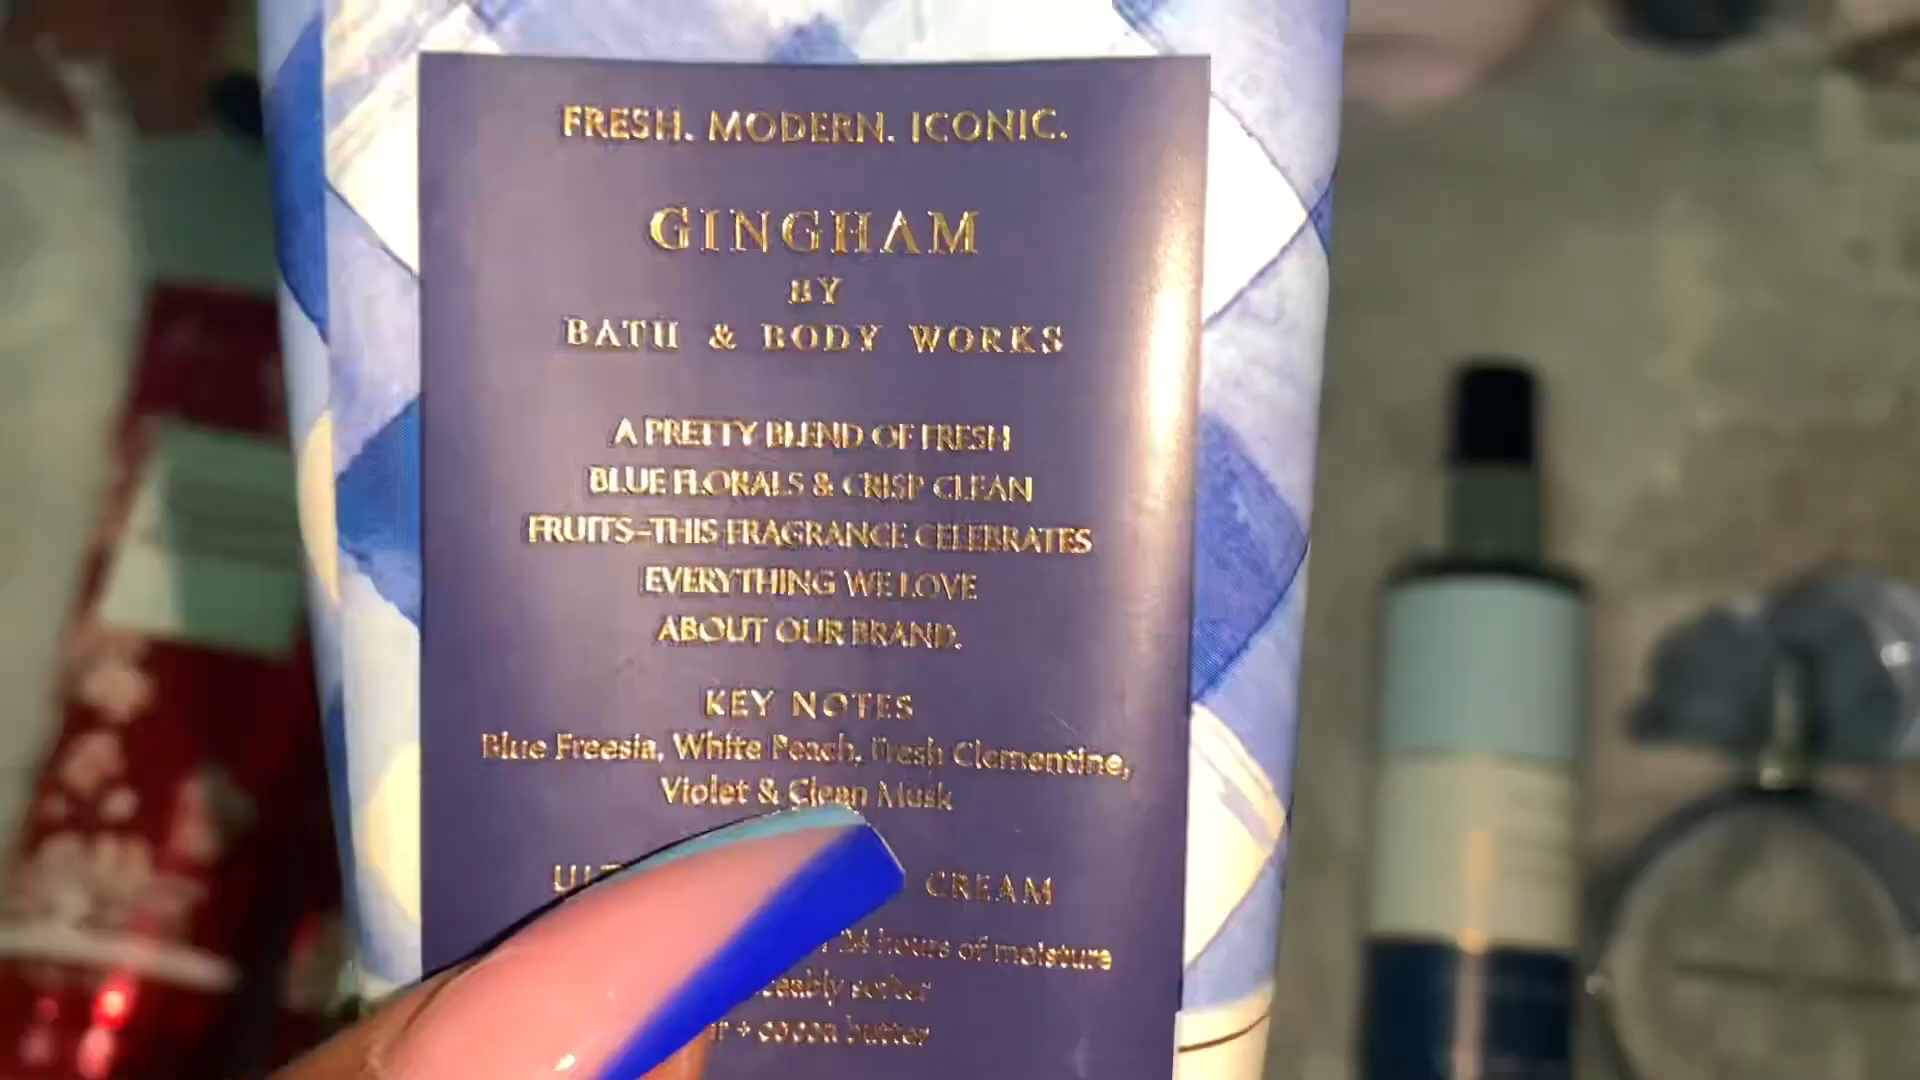 FRESH. MODERN. ICONIC.
GINGHAM
BY
BATH & BODY WORKS
A PRETTY BLEND OF FRESH
BLUE FLORALS & CRISP CLEAN
FRUITS–THIS FRAGRANCE CELEBRATES
EVERYTHING WE LOVE
ABOUT OUR BRAND.
KEY NOTES
Blue Freesia, White Peach, Fresh Clementine,
Violet & Clean Musk
CREAM
24 hours of moisture
softer
+ cocoa butter